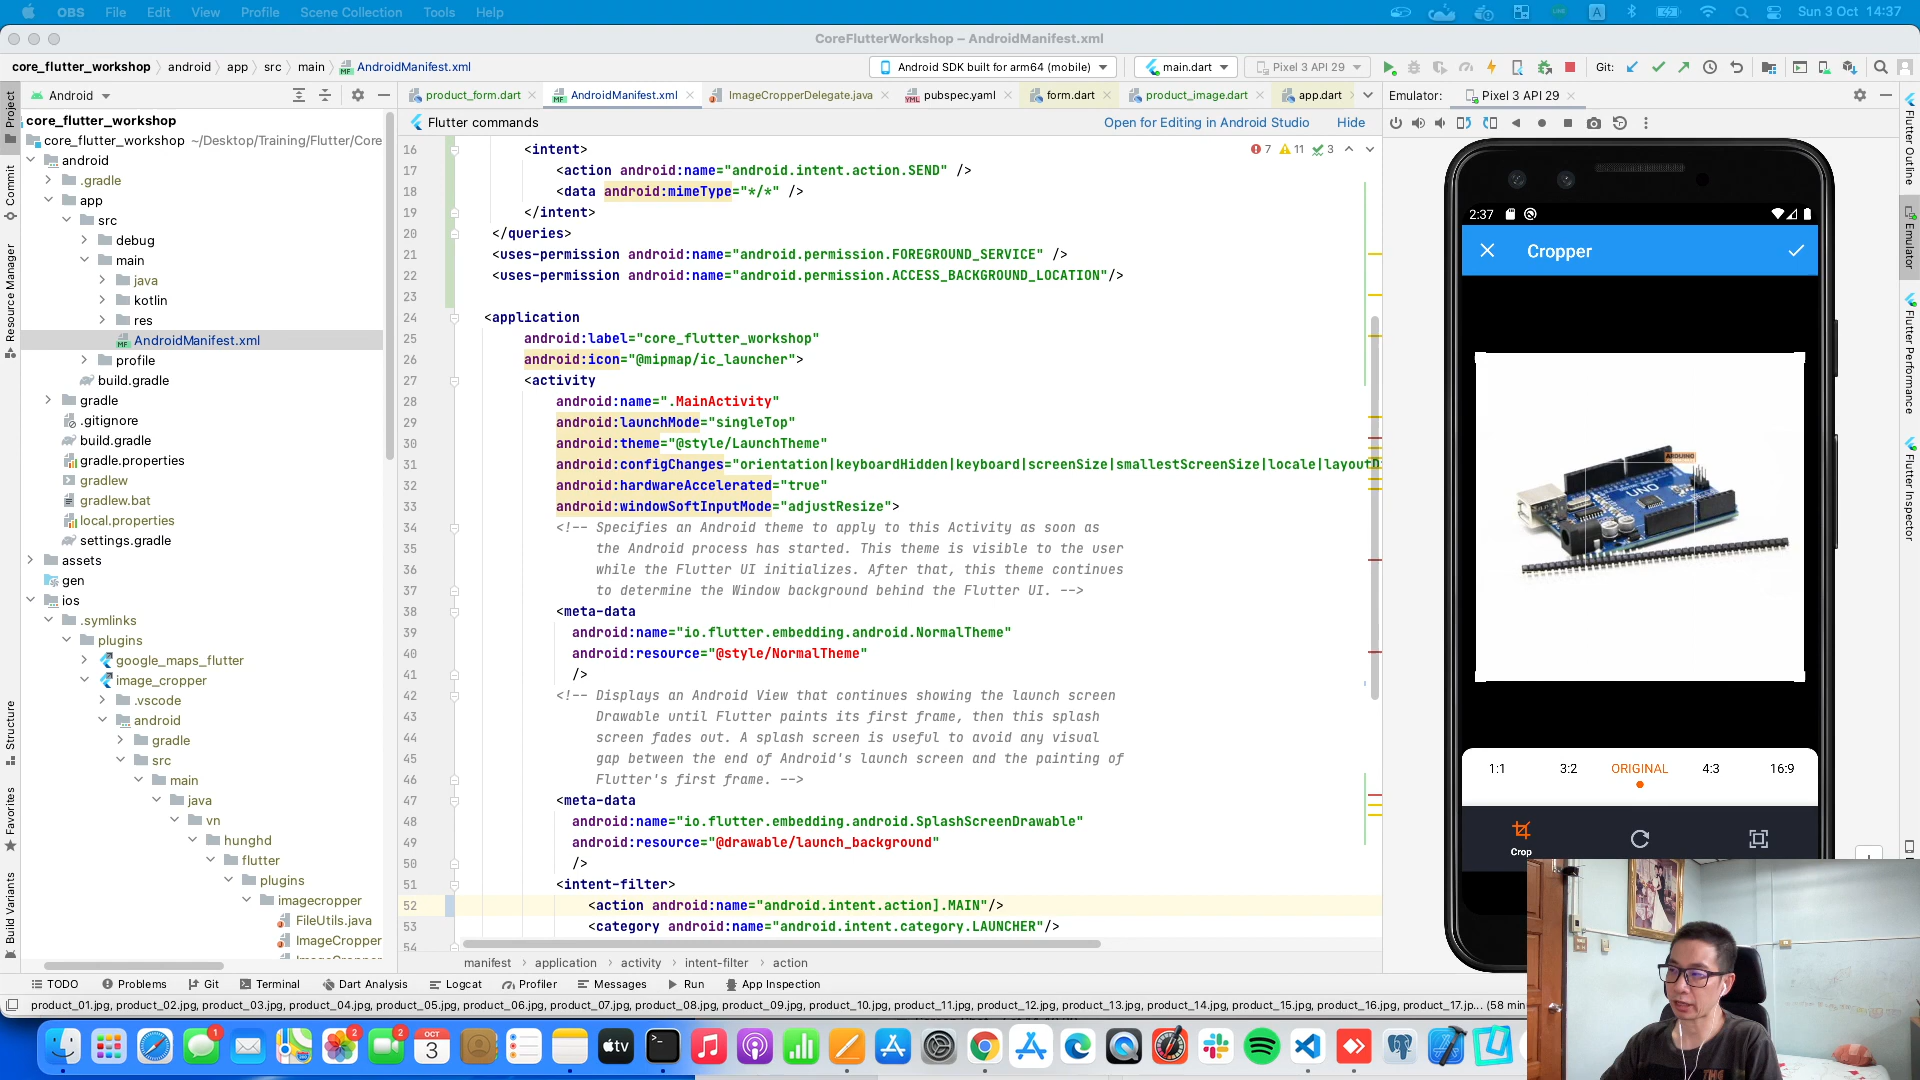 OBS File Edit View Profile Scene Collection Tools Help
Sun 3 Oct 14:37
CoreFlutterWorkshop – AndroidManifest.xml
core_flutter_workshop android app src main AndroidManifest.xml
Android SDK built for arm64 (mobile) main.dart Pixel 3 API 29 Git:
Android
product_form.dart AndroidManifest.xml ImageCropperDelegate.java pubspec.yaml form.dart product_image.dart app.dart
Emulator: Pixel 3 API 29
Flutter commands Open for Editing in Android Studio Hide
Project
Commit
Resource Manager
Structure
Favorites
Build Variants
core_flutter_workshop
core_flutter_workshop ~/Desktop/Training/Flutter/Core
android
.gradle
app
src
debug
main
java
kotlin
res
AndroidManifest.xml
profile
build.gradle
gradle
.gitignore
build.gradle
gradle.properties
gradlew
gradlew.bat
local.properties
settings.gradle
assets
gen
ios
.symlinks
plugins
google_maps_flutter
image_cropper
.vscode
android
gradle
src
main
java
vn
hunghd
flutter
plugins
imagecropper
FileUtils.java
ImageCropper
7 11 3
16 <intent>
17 <action android:name="android.intent.action.SEND" />
18 <data android:mimeType="*/*" />
19 </intent>
20 </queries>
21 <uses-permission android:name="android.permission.FOREGROUND_SERVICE" />
22 <uses-permission android:name="android.permission.ACCESS_BACKGROUND_LOCATION"/>
23
24 <application
25 android:label="core_flutter_workshop"
26 android:icon="@mipmap/ic_launcher">
27 <activity
28 android:name=".MainActivity"
29 android:launchMode="singleTop"
30 android:theme="@style/LaunchTheme"
31 android:configChanges="orientation|keyboardHidden|keyboard|screenSize|smallestScreenSize|locale|layoutD
32 android:hardwareAccelerated="true"
33 android:windowSoftInputMode="adjustResize">
34 <!-- Specifies an Android theme to apply to this Activity as soon as
35 the Android process has started. This theme is visible to the user
36 while the Flutter UI initializes. After that, this theme continues
37 to determine the Window background behind the Flutter UI. -->
38 <meta-data
39 android:name="io.flutter.embedding.android.NormalTheme"
40 android:resource="@style/NormalTheme"
41 />
42 <!-- Displays an Android View that continues showing the launch screen
43 Drawable until Flutter paints its first frame, then this splash
44 screen fades out. A splash screen is useful to avoid any visual
45 gap between the end of Android's launch screen and the painting of
46 Flutter's first frame. -->
47 <meta-data
48 android:name="io.flutter.embedding.android.SplashScreenDrawable"
49 android:resource="@drawable/launch_background"
50 />
51 <intent-filter>
52 <action android:name="android.intent.action].MAIN"/>
53 <category android:name="android.intent.category.LAUNCHER"/>
54
manifest application activity intent-filter action
2:37
Cropper
ARDUINO
UNO
1:1 3:2 ORIGINAL 4:3 16:9
Crop
Flutter Outline
Emulator
Flutter Performance
Flutter Inspector
TODO Problems Git Terminal Dart Analysis Logcat Profiler Messages Run App Inspection
product_01.jpg, product_02.jpg, product_03.jpg, product_04.jpg, product_05.jpg, product_06.jpg, product_07.jpg, product_08.jpg, product_09.jpg, product_10.jpg, product_11.jpg, product_12.jpg, product_13.jpg, product_14.jpg, product_15.jpg, product_16.jpg, product_17.jp... (58 min
1 2 2 OCT 3 tv